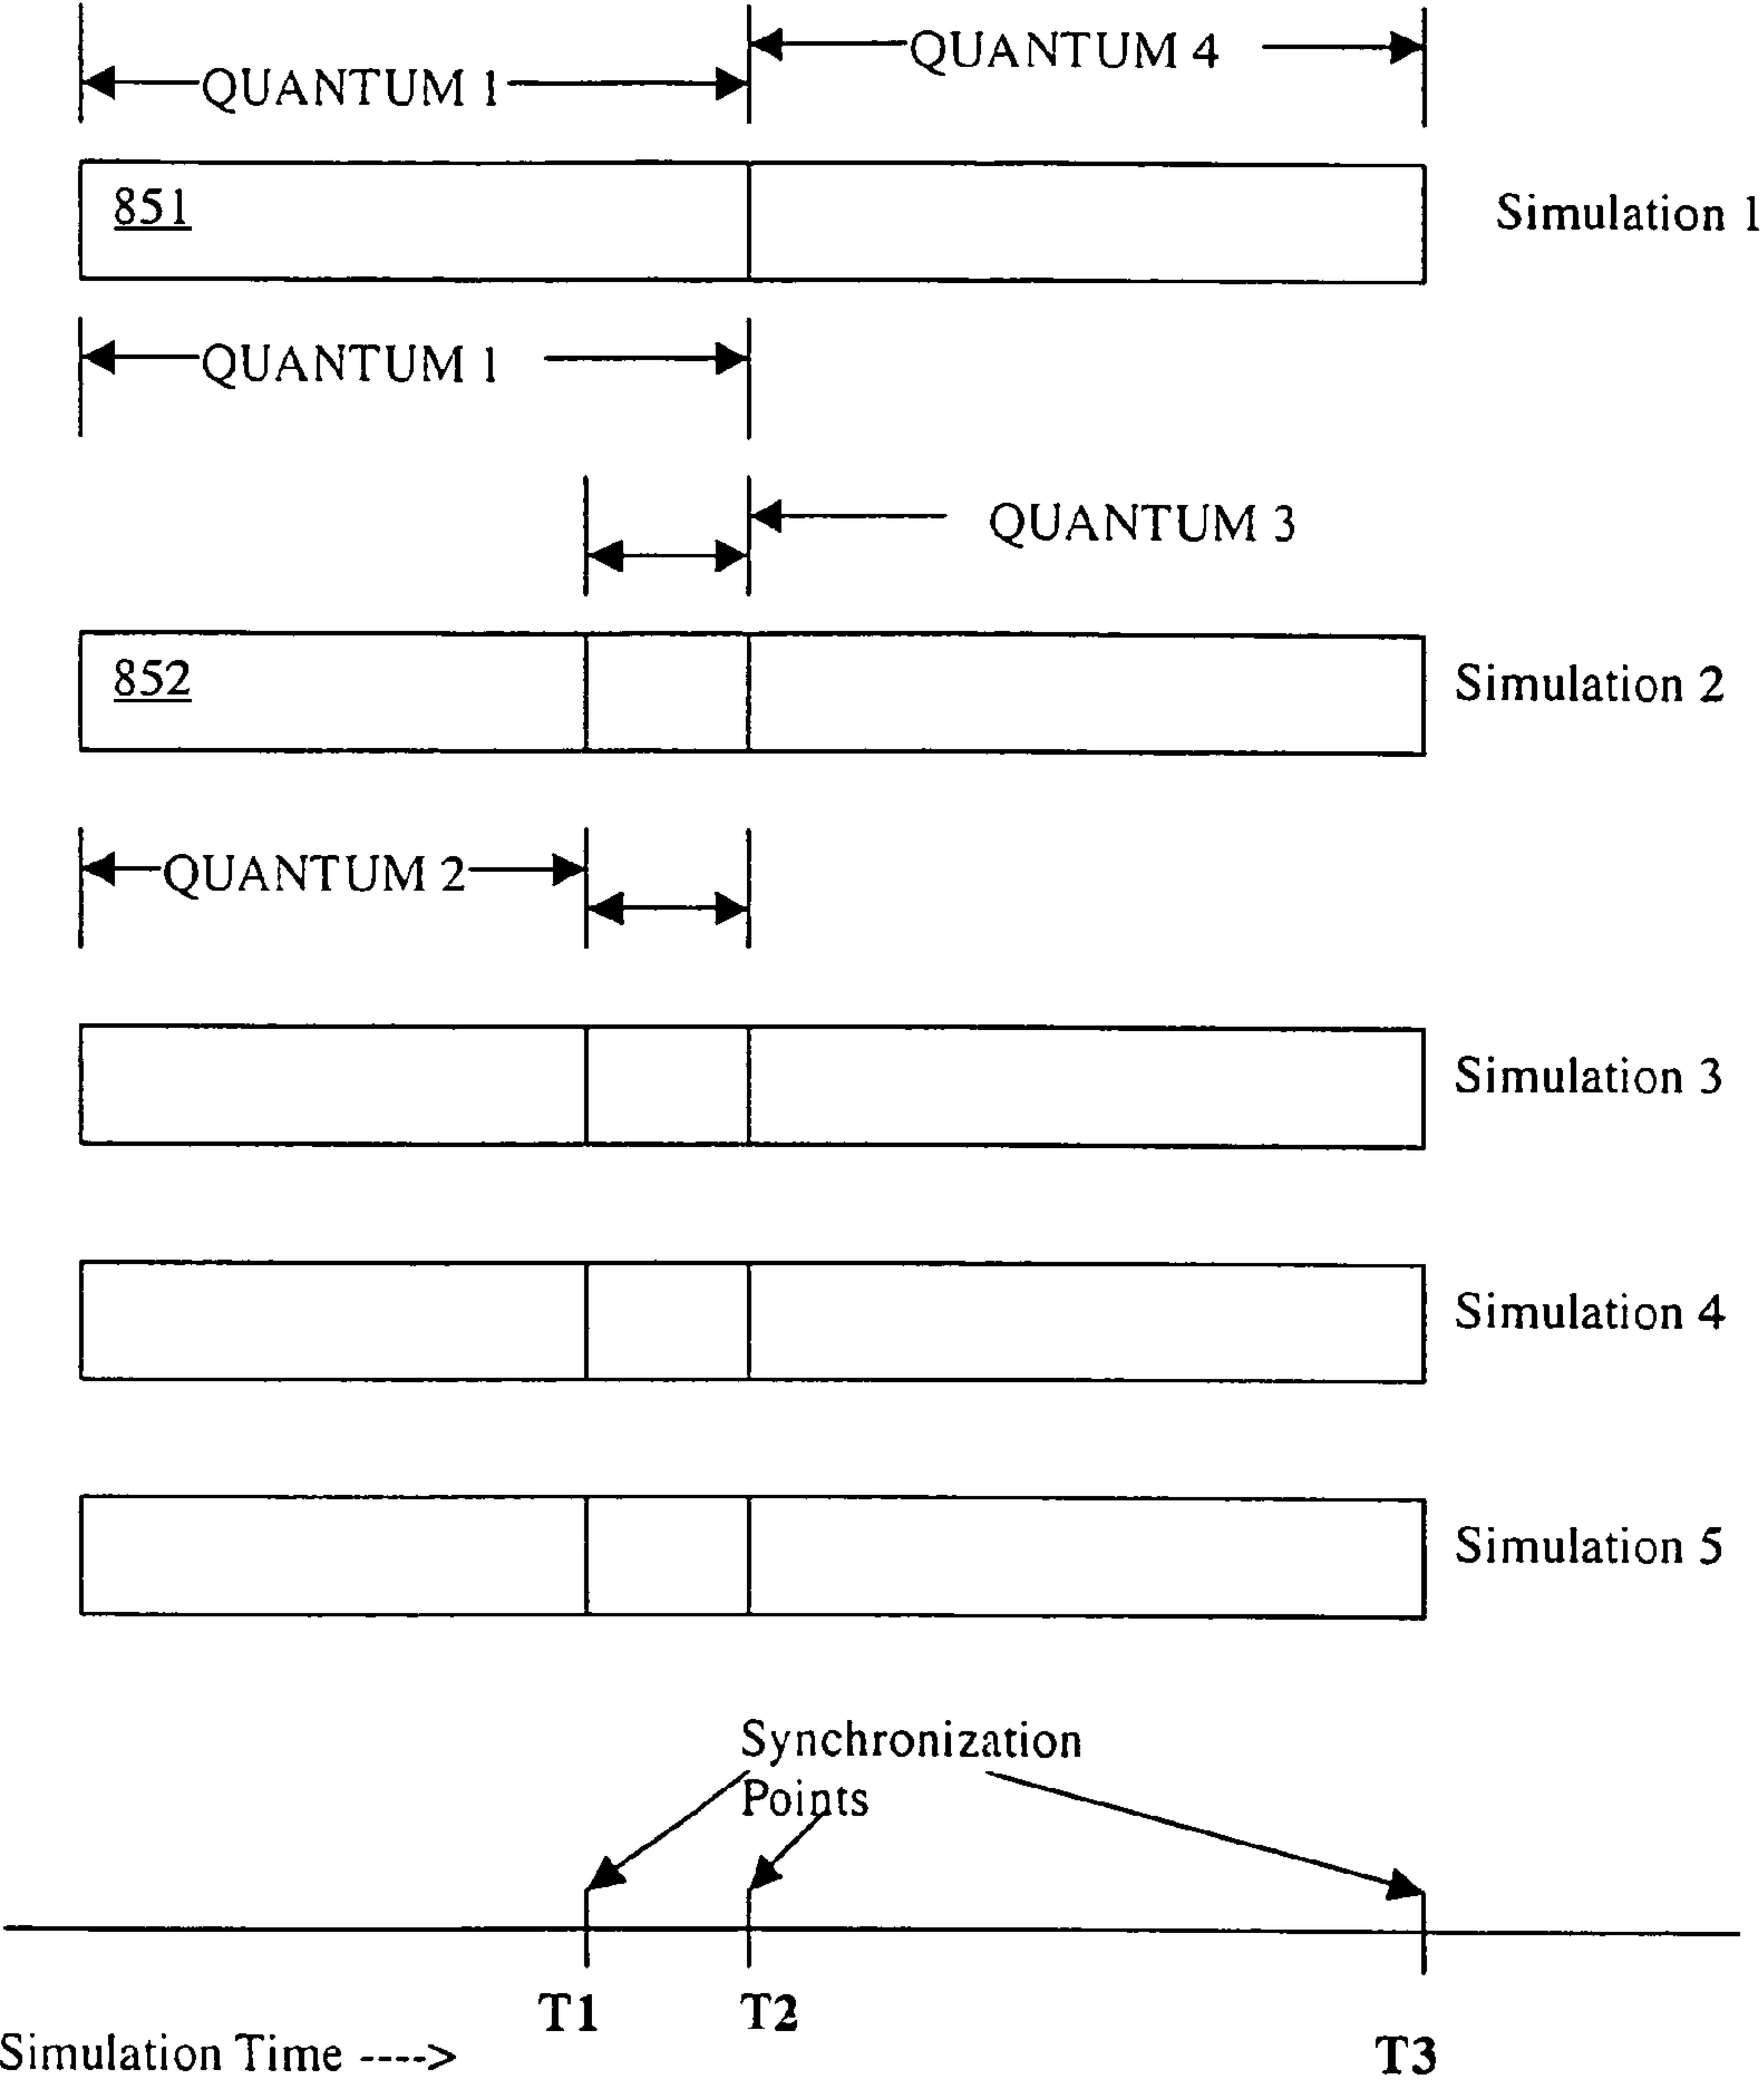 QUANTUM 4
QUANTUM 1
851
Simulation 1
QUANTUM 1
QUANTUM 3
852
Simulation 2
QUANTUM 2
Simulation 3
Simulation 4
Simulation 5
Synchronization
Points
T1
T2
T3
Simulation Time ---->